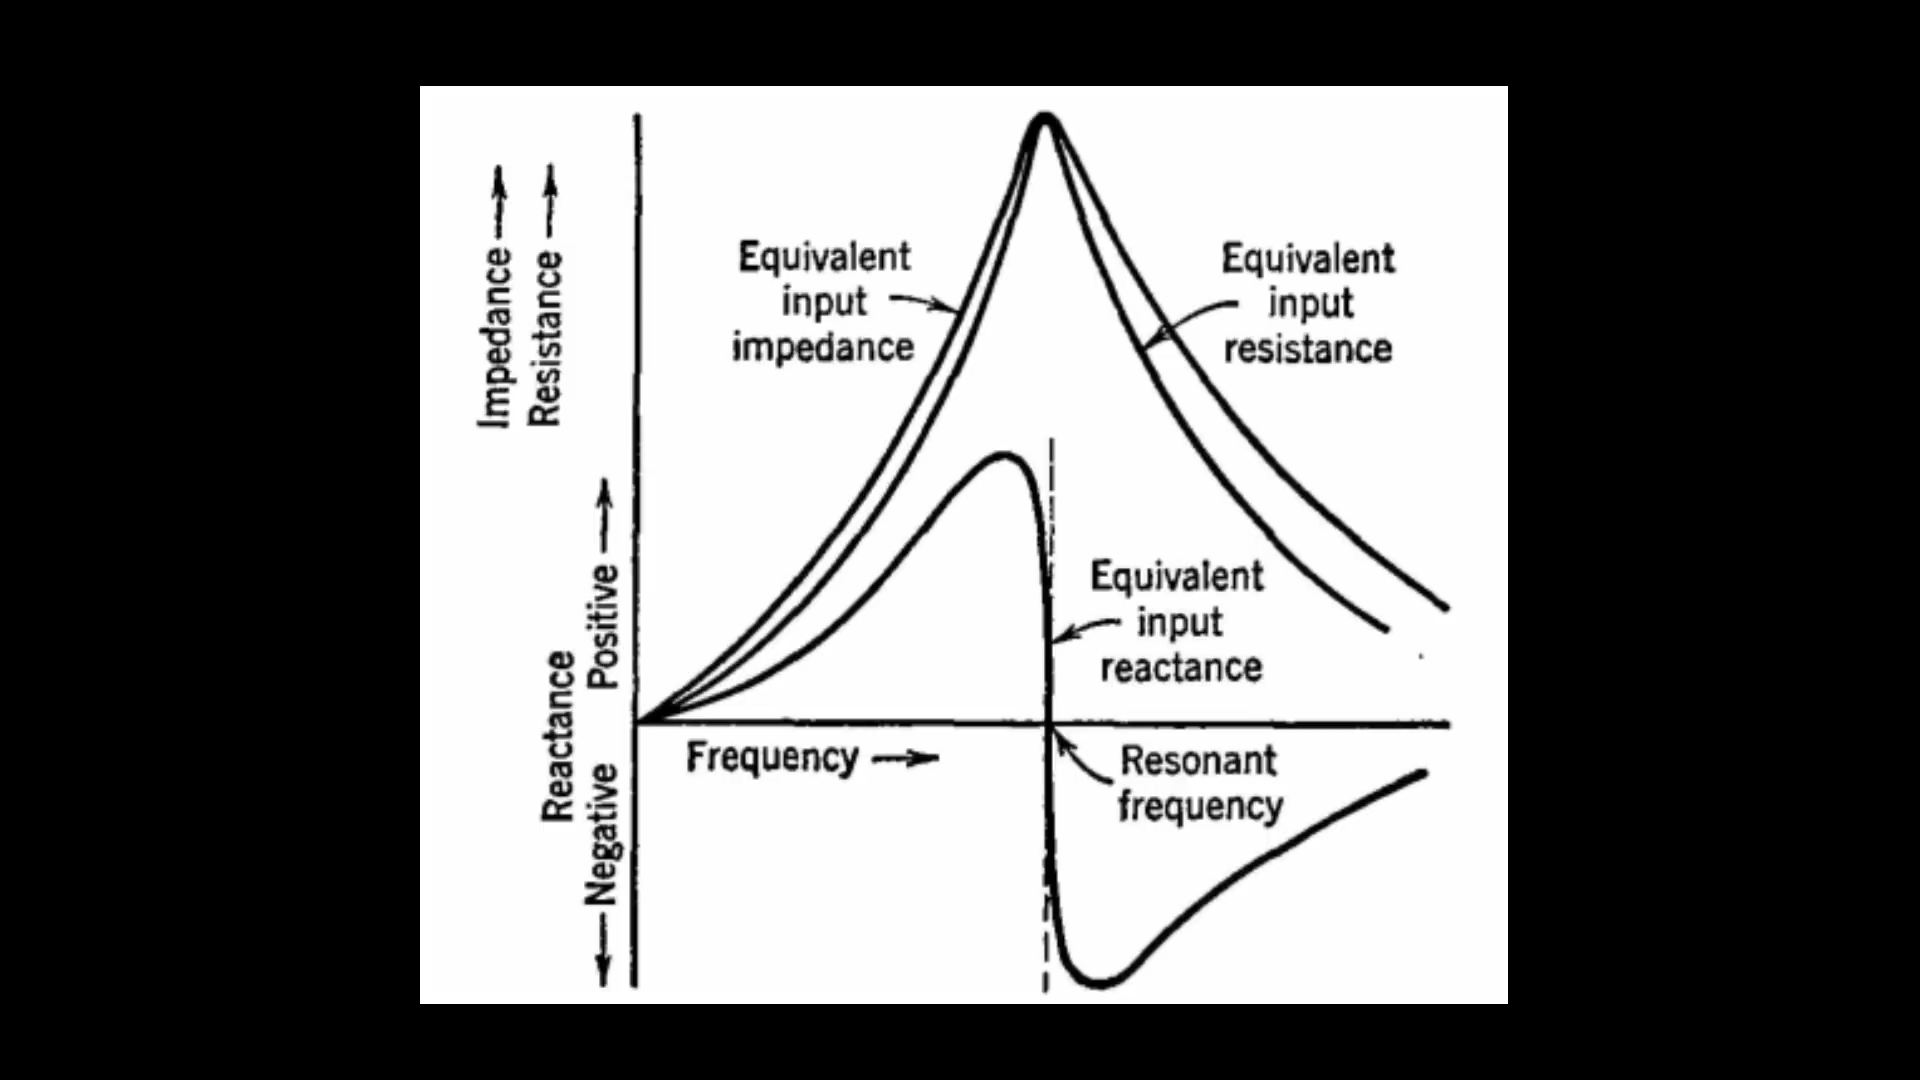 Impedance
Resistance
Equivalent
input
impedance
Equivalent
input
resistance
Reactance
Positive
Negative
Equivalent
input
reactance
Frequency
Resonant
frequency